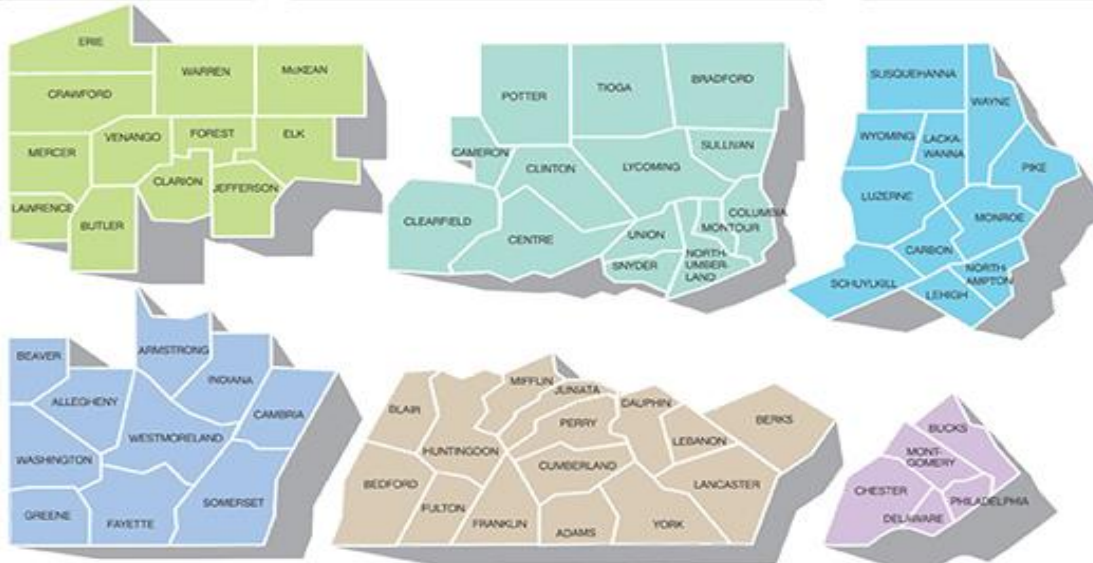 ERIE
WARREN
McKEAN
CRAWFORD
VENANGO
FOREST
ELK
MERCER
CLARION
JEFFERSON
LAWRENCE
BUTLER
POTTER
TIOGA
BRADFORD
CAMERON
CLINTON
LYCOMING
SULLIVAN
CLEARFIELD
CENTRE
UNION
MONTOUR
COLUMBIA
SNYDER
NORTH-
UMBER-
LAND
SUSQUEHANNA
WAYNE
WYOMING
LACKA-
WANNA
PIKE
LUZERNE
MONROE
CARBON
SCHUYLKILL
NORTH-
AMPTON
LEHIGH
BEAVER
ARMSTRONG
INDIANA
ALLEGHENY
CAMBRIA
WESTMORELAND
WASHINGTON
SOMERSET
GREENE
FAYETTE
MIFFLIN
JUNIATA
BLAIR
DAUPHIN
PERRY
BERKS
HUNTINGDON
LEBANON
CUMBERLAND
BEDFORD
LANCASTER
FULTON
FRANKLIN
ADAMS
YORK
BUCKS
MONT-
GOMERY
CHESTER
PHILADELPHIA
DELAWARE